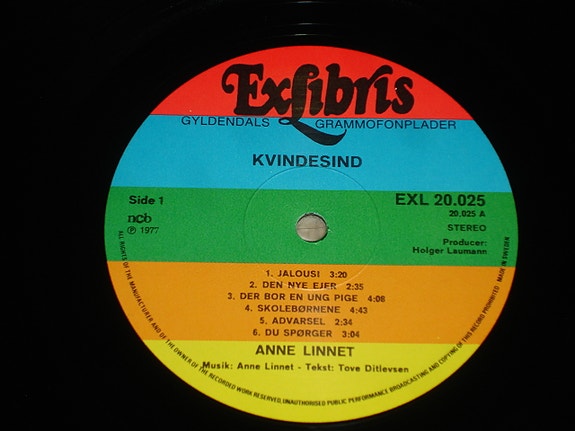 ExLibris
GYLDENDALS GRAMMOFONPLADER
KVINDESIND
Side 1
EXL 20.025
20.025 A
ncb
STEREO
℗ 1977
Producer:
Holger Laumann
1. JALOUSI 3:20
2. DEN NYE EJER 2:35
3. DER BOR EN UNG PIGE 4:08
4. SKOLEBØRNENE 4:43
5. ADVARSEL 2:34
6. DU SPØRGER 3:04
ANNE LINNET
Musik: Anne Linnet - Tekst: Tove Ditlevsen
ALL RIGHTS OF THE MANUFACTURER AND OF THE OWNER OF THE RECORDED WORK RESERVED. UNAUTHORISED PUBLIC PERFORMANCE BROADCASTING AND COPYING OF THIS RECORD PROHIBITED · MADE IN SWEDEN